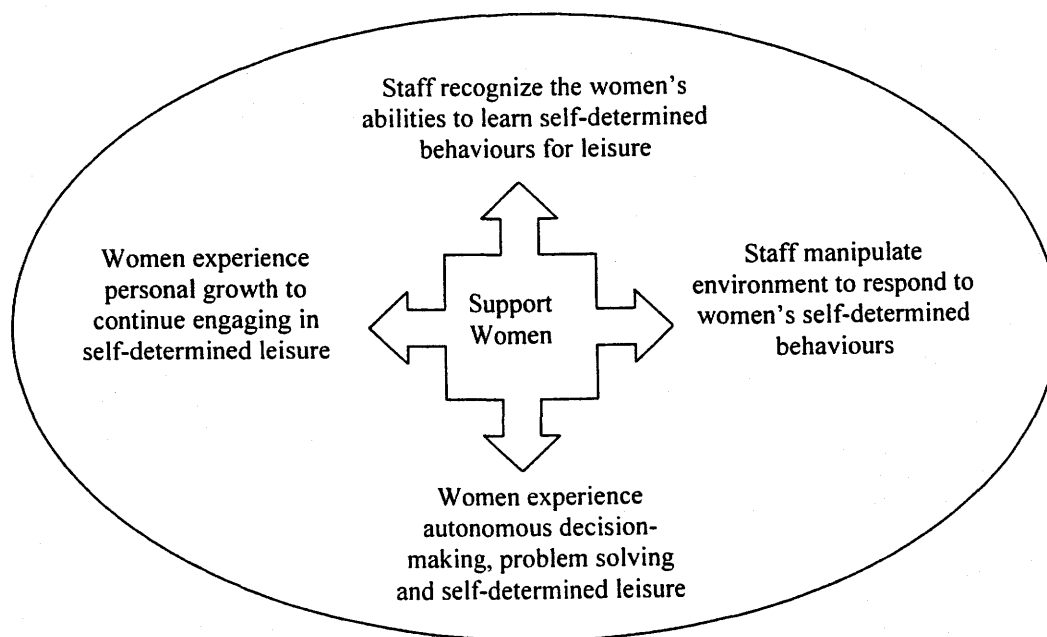 Staff recognize the women's
abilities to learn self-determined
behaviours for leisure
Women experience
personal growth to
continue engaging in
self-determined leisure
Support
Women
Staff manipulate
environment to respond to
women's self-determined
behaviours
Women experience
autonomous decision-
making, problem solving
and self-determined leisure